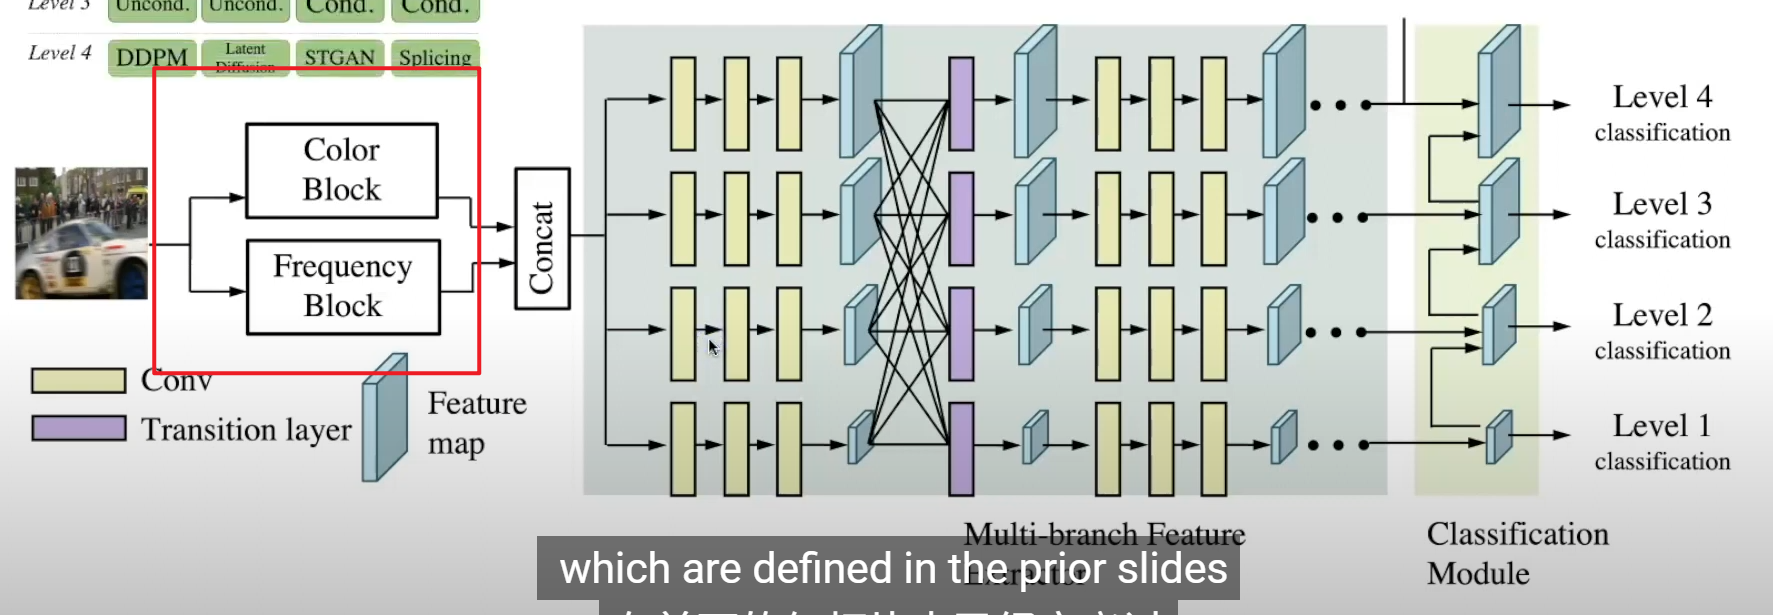 Level 3 Uncond. Uncond. Cond. Cond.
Level 4 DDPM Latent Diffusion STGAN Splicing
Color
Block
Frequency
Block
Concat
Conv
Transition layer
Feature
map
Level 4
classification
Level 3
classification
Level 2
classification
Level 1
classification
Multi-branch Feature
Classification
Module
which are defined in the prior slides